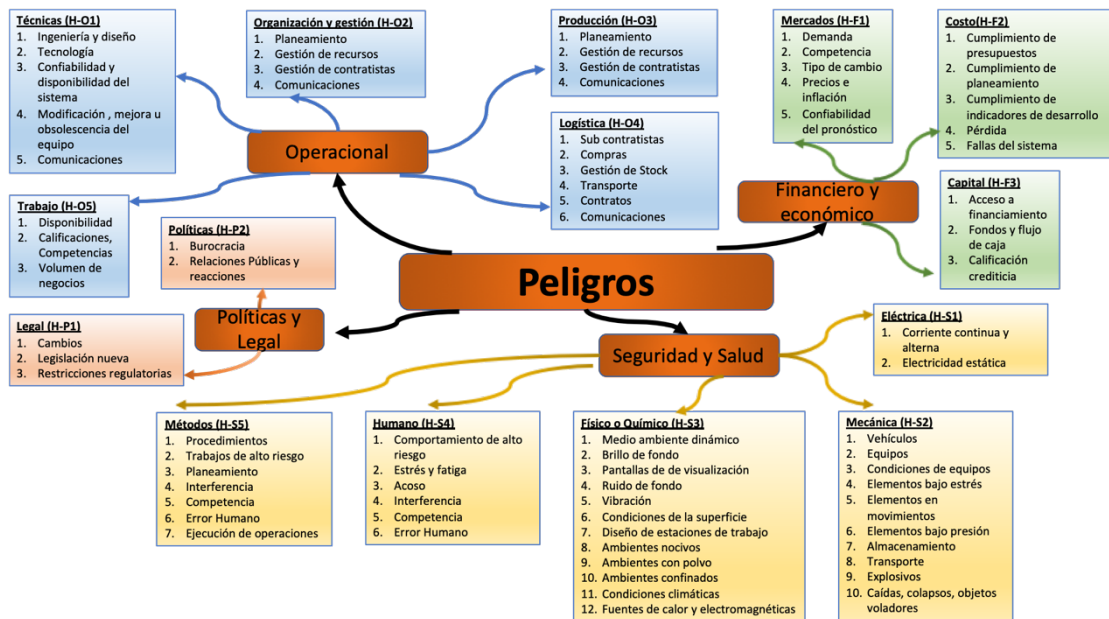 Técnicas (H-O1)
1. Ingeniería y diseño
2. Tecnología
3. Confiabilidad y
disponibilidad del
sistema
4. Modificación , mejora u
obsolescencia del
equipo
5. Comunicaciones
Organización y gestión (H-O2)
1. Planeamiento
2. Gestión de recursos
3. Gestión de contratistas
4. Comunicaciones
Producción (H-O3)
1. Planeamiento
2. Gestión de recursos
3. Gestión de contratistas
4. Comunicaciones
Mercados (H-F1)
1. Demanda
2. Competencia
3. Tipo de cambio
4. Precios e
inflación
5. Confiabilidad
del pronóstico
Costo(H-F2)
1. Cumplimiento de
presupuestos
2. Cumplimiento de
planeamiento
3. Cumplimiento de
indicadores de desarrollo
4. Pérdida
5. Fallas del sistema
Operacional
Logística (H-O4)
1. Sub contratistas
2. Compras
3. Gestión de Stock
4. Transporte
5. Contratos
6. Comunicaciones
Financiero y
económico
Capital (H-F3)
1. Acceso a
financiamiento
2. Fondos y flujo de
caja
3. Calificación
crediticia
Trabajo (H-O5)
1. Disponibilidad
2. Calificaciones,
Competencias
3. Volumen de
negocios
Políticas (H-P2)
1. Burocracia
2. Relaciones Públicas y
reacciones
Peligros
Políticas y
Legal
Legal (H-P1)
1. Cambios
2. Legislación nueva
3. Restricciones regulatorias
Seguridad y Salud
Eléctrica (H-S1)
1. Corriente continua y
alterna
2. Electricidad estática
Métodos (H-S5)
1. Procedimientos
2. Trabajos de alto riesgo
3. Planeamiento
4. Interferencia
5. Competencia
6. Error Humano
7. Ejecución de operaciones
Humano (H-S4)
1. Comportamiento de alto
riesgo
2. Estrés y fatiga
3. Acoso
4. Interferencia
5. Competencia
6. Error Humano
Físico o Químico (H-S3)
1. Medio ambiente dinámico
2. Brillo de fondo
3. Pantallas de de visualización
4. Ruido de fondo
5. Vibración
6. Condiciones de la superficie
7. Diseño de estaciones de trabajo
8. Ambientes nocivos
9. Ambientes con polvo
10. Ambientes confinados
11. Condiciones climáticas
12. Fuentes de calor y electromagnéticas
Mecánica (H-S2)
1. Vehículos
2. Equipos
3. Condiciones de equipos
4. Elementos bajo estrés
5. Elementos en
movimientos
6. Elementos bajo presión
7. Almacenamiento
8. Transporte
9. Explosivos
10. Caídas, colapsos, objetos
voladores